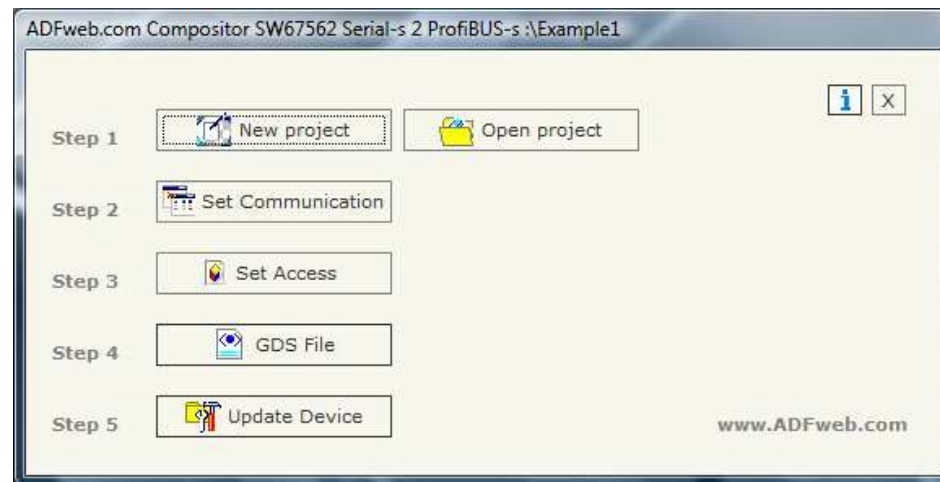 ADFweb.com Compositor SW67562 Serial-s 2 ProfiBUS-s :\Example1
i X
Step 1 New project Open project
Step 2 Set Communication
Step 3 Set Access
Step 4 GDS File
Step 5 Update Device
www.ADFweb.com